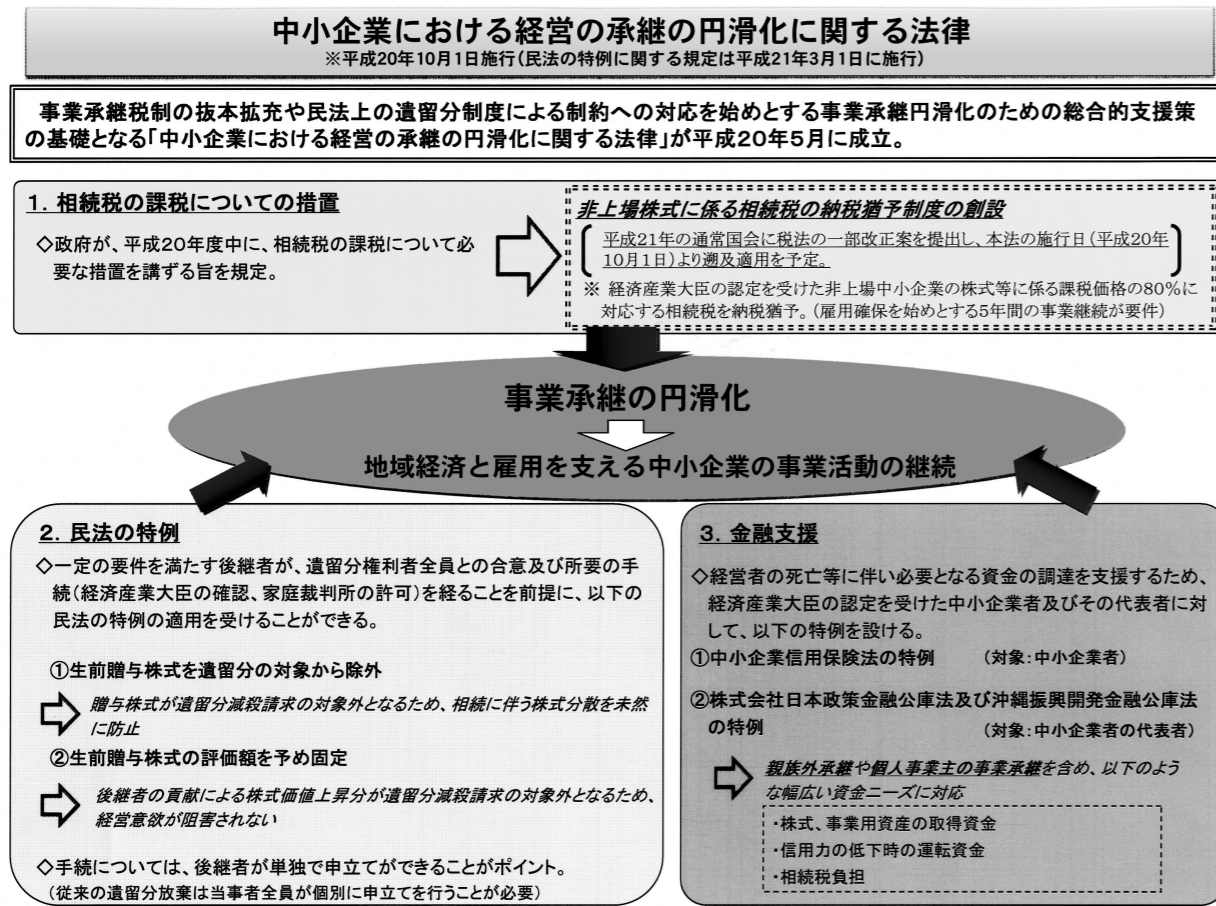 中小企業における経営の承継の円滑化に関する法律
※平成20年10月1日施行(民法の特例に関する規定は平成21年3月1日に施行)
事業承継税制の抜本拡充や民法上の遺留分制度による制約への対応を始めとする事業承継円滑化のための総合的支援策
の基礎となる「中小企業における経営の承継の円滑化に関する法律」が平成20年5月に成立。
1．相続税の課税についての措置
◇政府が、平成20年度中に、相続税の課税について必
要な措置を講ずる旨を規定。
非上場株式に係る相続税の納税猶予制度の創設
平成21年の通常国会に税法の一部改正案を提出し、本法の施行日(平成20年
10月1日)より遡及適用を予定。
※ 経済産業大臣の認定を受けた非上場中小企業の株式等に係る課税価格の80％に
対応する相続税を納税猶予。(雇用確保を始めとする5年間の事業継続が要件)
事業承継の円滑化
地域経済と雇用を支える中小企業の事業活動の継続
2．民法の特例
◇一定の要件を満たす後継者が、遺留分権利者全員との合意及び所要の手
続(経済産業大臣の確認、家庭裁判所の許可)を経ることを前提に、以下の
民法の特例の適用を受けることができる。
①生前贈与株式を遺留分の対象から除外
贈与株式が遺留分減殺請求の対象外となるため、相続に伴う株式分散を未然
に防止
②生前贈与株式の評価額を予め固定
後継者の貢献による株式価値上昇分が遺留分減殺請求の対象外となるため、
経営意欲が阻害されない
◇手続については、後継者が単独で申立てができることがポイント。
(従来の遺留分放棄は当事者全員が個別に申立てを行うことが必要)
3．金融支援
◇経営者の死亡等に伴い必要となる資金の調達を支援するため、
経済産業大臣の認定を受けた中小企業者及びその代表者に対
して、以下の特例を設ける。
①中小企業信用保険法の特例 (対象:中小企業者)
②株式会社日本政策金融公庫法及び沖縄振興開発金融公庫法
の特例 (対象:中小企業者の代表者)
親族外承継や個人事業主の事業承継を含め、以下のよう
な幅広い資金ニーズに対応
・株式、事業用資産の取得資金
・信用力の低下時の運転資金
・相続税負担